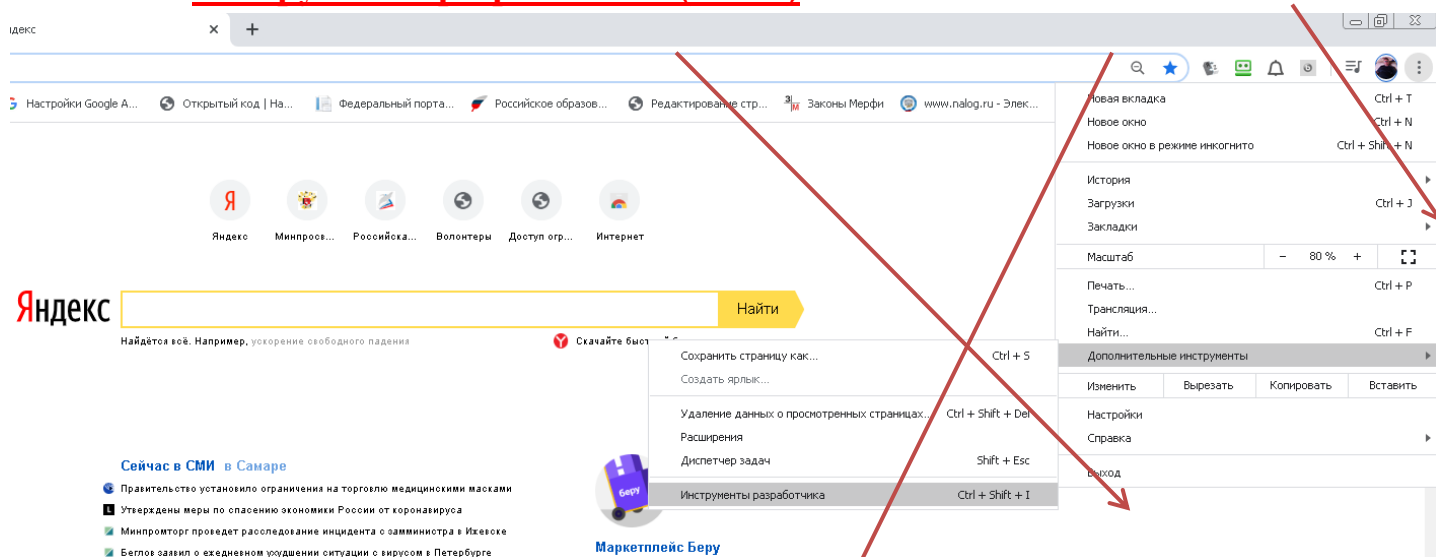 ндекс
Настройки Google А... Открытый код | На... Федеральный порта... Российское образов... Редактирование стр... Законы Мерфи www.nalog.ru - Элек...
Яндекс Минпросв... Российска... Волонтеры Доступ огр... Интернет
Яндекс Найти
Найдётся всё. Например, ускорение свободного падения Скачайте быст
Сейчас в СМИ в Самаре
Правительство установило ограничения на торговлю медицинскими масками
Утверждены меры по спасению экономики России от коронавируса
Минпромторг проведет расследование инцидента с замминистра в Ижевске
Беглов заявил о ежедневном ухудшении ситуации с вирусом в Петербурге
беру
Маркетплейс Беру
Новая вкладка Ctrl + T
Новое окно Ctrl + N
Новое окно в режиме инкогнито Ctrl + Shift + N
История
Загрузки Ctrl + J
Закладки
Масштаб - 80 % +
Печать... Ctrl + P
Трансляция...
Найти... Ctrl + F
Дополнительные инструменты
Изменить Вырезать Копировать Вставить
Настройки
Справка
Выход
Сохранить страницу как... Ctrl + S
Создать ярлык...
Удаление данных о просмотренных страницах... Ctrl + Shift + Del
Расширения
Диспетчер задач Shift + Esc
Инструменты разработчика Ctrl + Shift + I